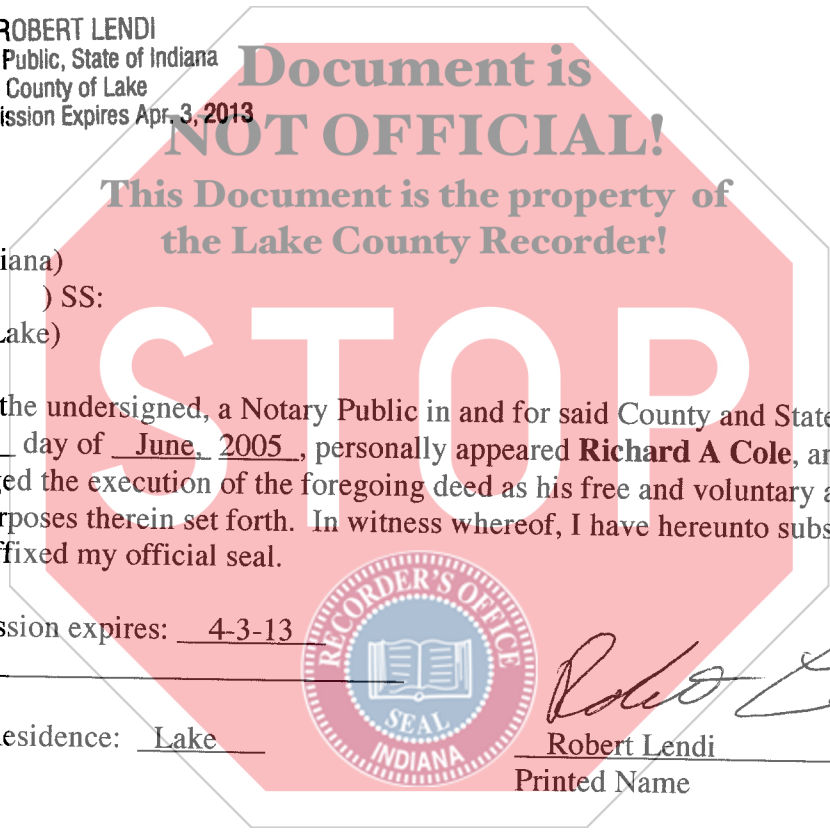 ROBERT LENDI
Public, State of Indiana
County of Lake
ission Expires Apr. 3, 2013
Document is
NOT OFFICIAL!
This Document is the property of
the Lake County Recorder!
iana)
) SS:
Lake)
STOP
the undersigned, a Notary Public in and for said County and State
day of June, 2005, personally appeared Richard A Cole, an
ed the execution of the foregoing deed as his free and voluntary a
rposes therein set forth. In witness whereof, I have hereunto subs
ffixed my official seal.
ssion expires: 4-3-13
RECORDER'S OFFICE
SEAL
INDIANA
esidence: Lake
Robert Lendi
Printed Name